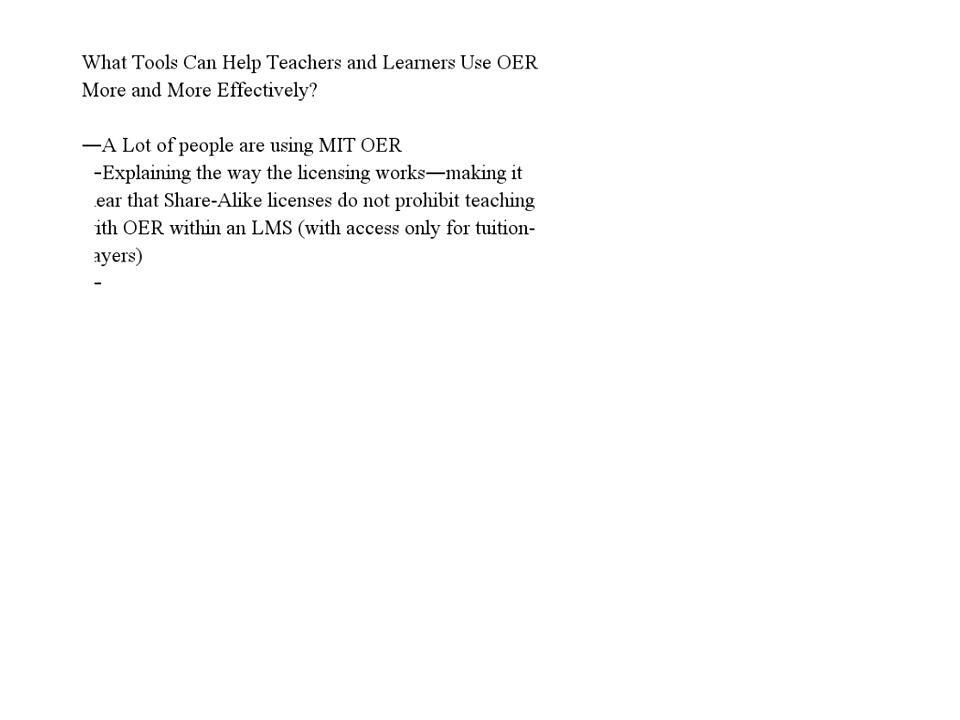 What Tools Can Help Teachers and Learners Use OER
More and More Effectively?
—A Lot of people are using MIT OER
-Explaining the way the licensing works—making it
ear that Share-Alike licenses do not prohibit teaching
ith OER within an LMS (with access only for tuition-
ayers)
-